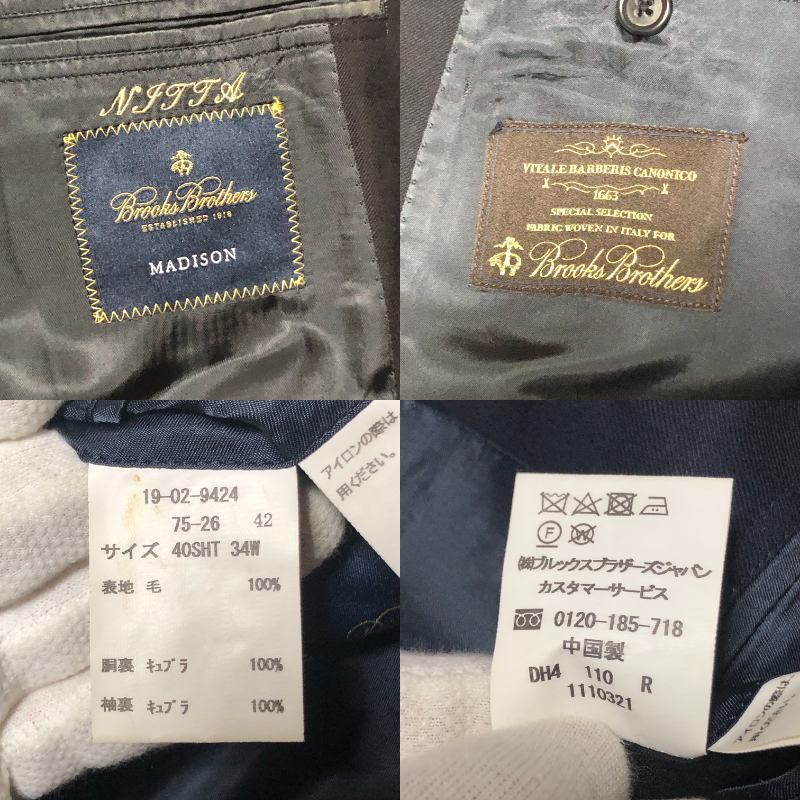 NITTA
Brooks Brothers
ESTABLISHED 1818
MADISON
VITALE BARBERIS CANONICO
1663
SPECIAL SELECTION
FABRIC WOVEN IN ITALY FOR
Brooks Brothers
19-02-9424
75-26 42
サイズ 40SHT 34W
表地 毛 100%
胴裏 キュプラ 100%
袖裏 キュプラ 100%
アイロンの際は
用ください。
F W
㈱ブルックスブラザーズジャパン
カスタマーサービス
0120-185-718
中国製
DH4 110 R
1110321